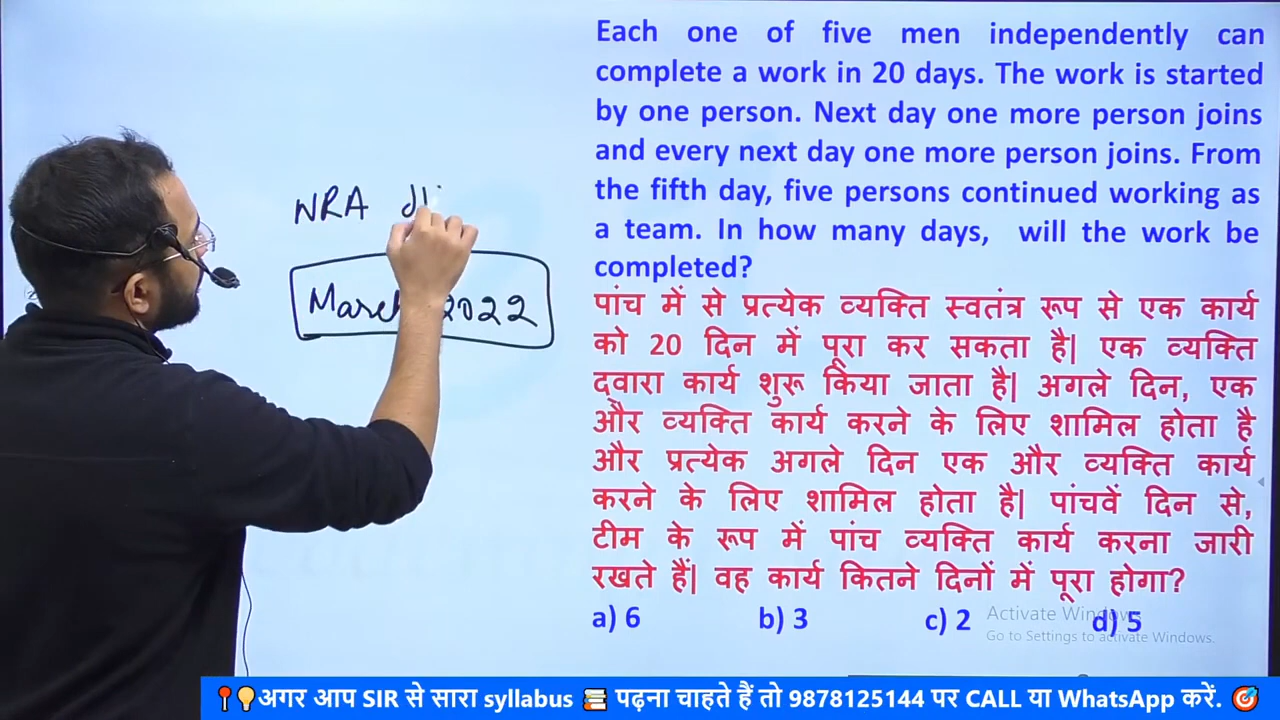 Each one of five men independently can
complete a work in 20 days. The work is started
by one person. Next day one more person joins
and every next day one more person joins. From
the fifth day, five persons continued working as
a team. In how many days, will the work be
completed?
पांच में से प्रत्येक व्यक्ति स्वतंत्र रूप से एक कार्य
को 20 दिन में पूरा कर सकता है| एक व्यक्ति
द्वारा कार्य शुरू किया जाता है| अगले दिन, एक
और व्यक्ति कार्य करने के लिए शामिल होता है
और प्रत्येक अगले दिन एक और व्यक्ति कार्य
करने के लिए शामिल होता है| पांचवें दिन से,
टीम के रूप में पांच व्यक्ति कार्य करना जारी
रखते हैं| वह कार्य कितने दिनों में पूरा होगा?
a) 6 b) 3 c) 2 d) 5
NRA
March 2022
Activate Windows
Go to Settings to activate Windows.
अगर आप SIR से सारा syllabus पढ़ना चाहते हैं तो 9878125144 पर CALL या WhatsApp करें.